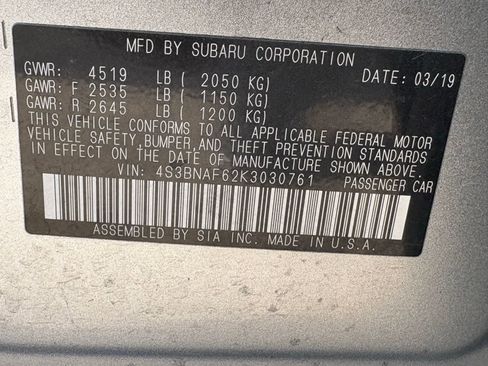 MFD BY SUBARU CORPORATION
GVWR: 4519 LB ( 2050 KG) DATE: 03/19
GAWR: F 2535 LB ( 1150 KG)
GAWR: R 2645 LB ( 1200 KG)
THIS VEHICLE CONFORMS TO ALL APPLICABLE FEDERAL MOTOR
VEHICLE SAFETY, BUMPER, AND THEFT PREVENTION STANDARDS
IN EFFECT ON THE DATE OF MANUFACTURE SHOWN ABOVE.
VIN: 4S3BNAF62K3030761 PASSENGER CAR
ASSEMBLED BY SIA INC. MADE IN U.S.A.